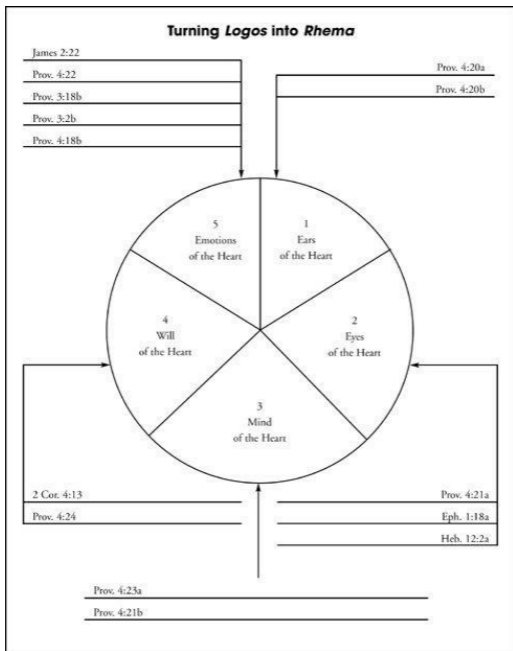 Turning Logos into Rhema
James 2:22
Prov. 4:22
Prov. 3:18b
Prov. 3:2b
Prov. 4:18b
Prov. 4:20a
Prov. 4:20b
5
Emotions
of the Heart
1
Ears
of the Heart
4
Will
of the Heart
2
Eyes
of the Heart
3
Mind
of the Heart
2 Cor. 4:13
Prov. 4:24
Prov. 4:21a
Eph. 1:18a
Heb. 12:2a
Prov. 4:23a
Prov. 4:21b